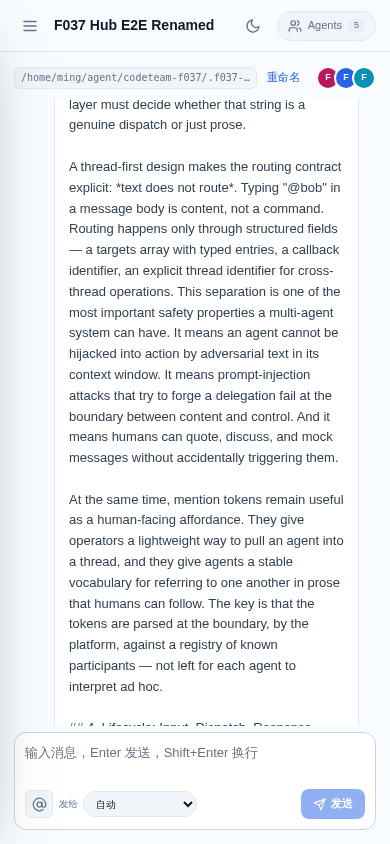 F037 Hub E2E Renamed
Agents 5
/home/ming/agent/codeteam-f037/.f037-…
重命名
F F F
layer must decide whether that string is a
genuine dispatch or just prose.
A thread-first design makes the routing contract
explicit: *text does not route*. Typing "@bob" in
a message body is content, not a command.
Routing happens only through structured fields
— a targets array with typed entries, a callback
identifier, an explicit thread identifier for cross-
thread operations. This separation is one of the
most important safety properties a multi-agent
system can have. It means an agent cannot be
hijacked into action by adversarial text in its
context window. It means prompt-injection
attacks that try to forge a delegation fail at the
boundary between content and control. And it
means humans can quote, discuss, and mock
messages without accidentally triggering them.
At the same time, mention tokens remain useful
as a human-facing affordance. They give
operators a lightweight way to pull an agent into
a thread, and they give agents a stable
vocabulary for referring to one another in prose
that humans can follow. The key is that the
tokens are parsed at the boundary, by the
platform, against a registry of known
participants — not left for each agent to
interpret ad hoc.
## 4. Lifecycle: Input, Dispatch, Response,
输入消息，Enter 发送，Shift+Enter 换行
发给
自动
发送